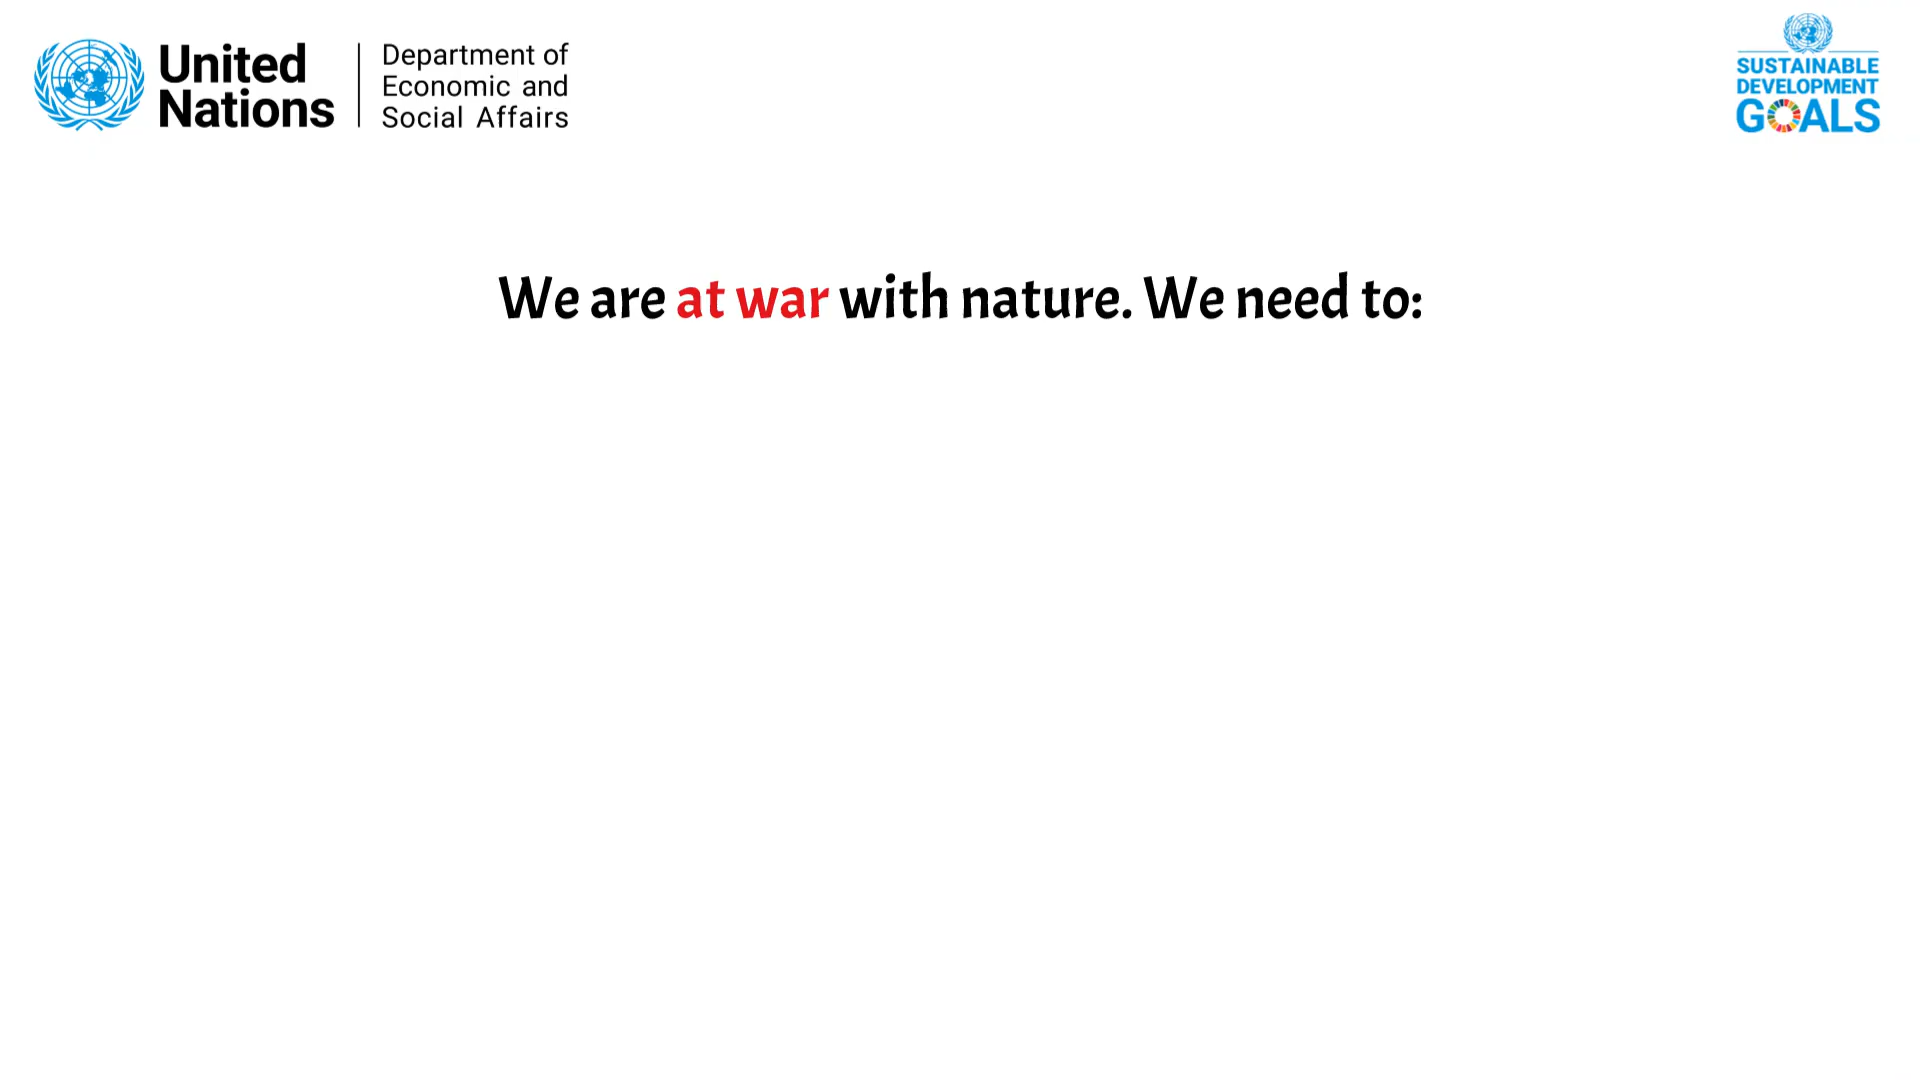 United
Nations
Department of
Economic and
Social Affairs
SUSTAINABLE
DEVELOPMENT
GOALS
We are at war with nature. We need to: